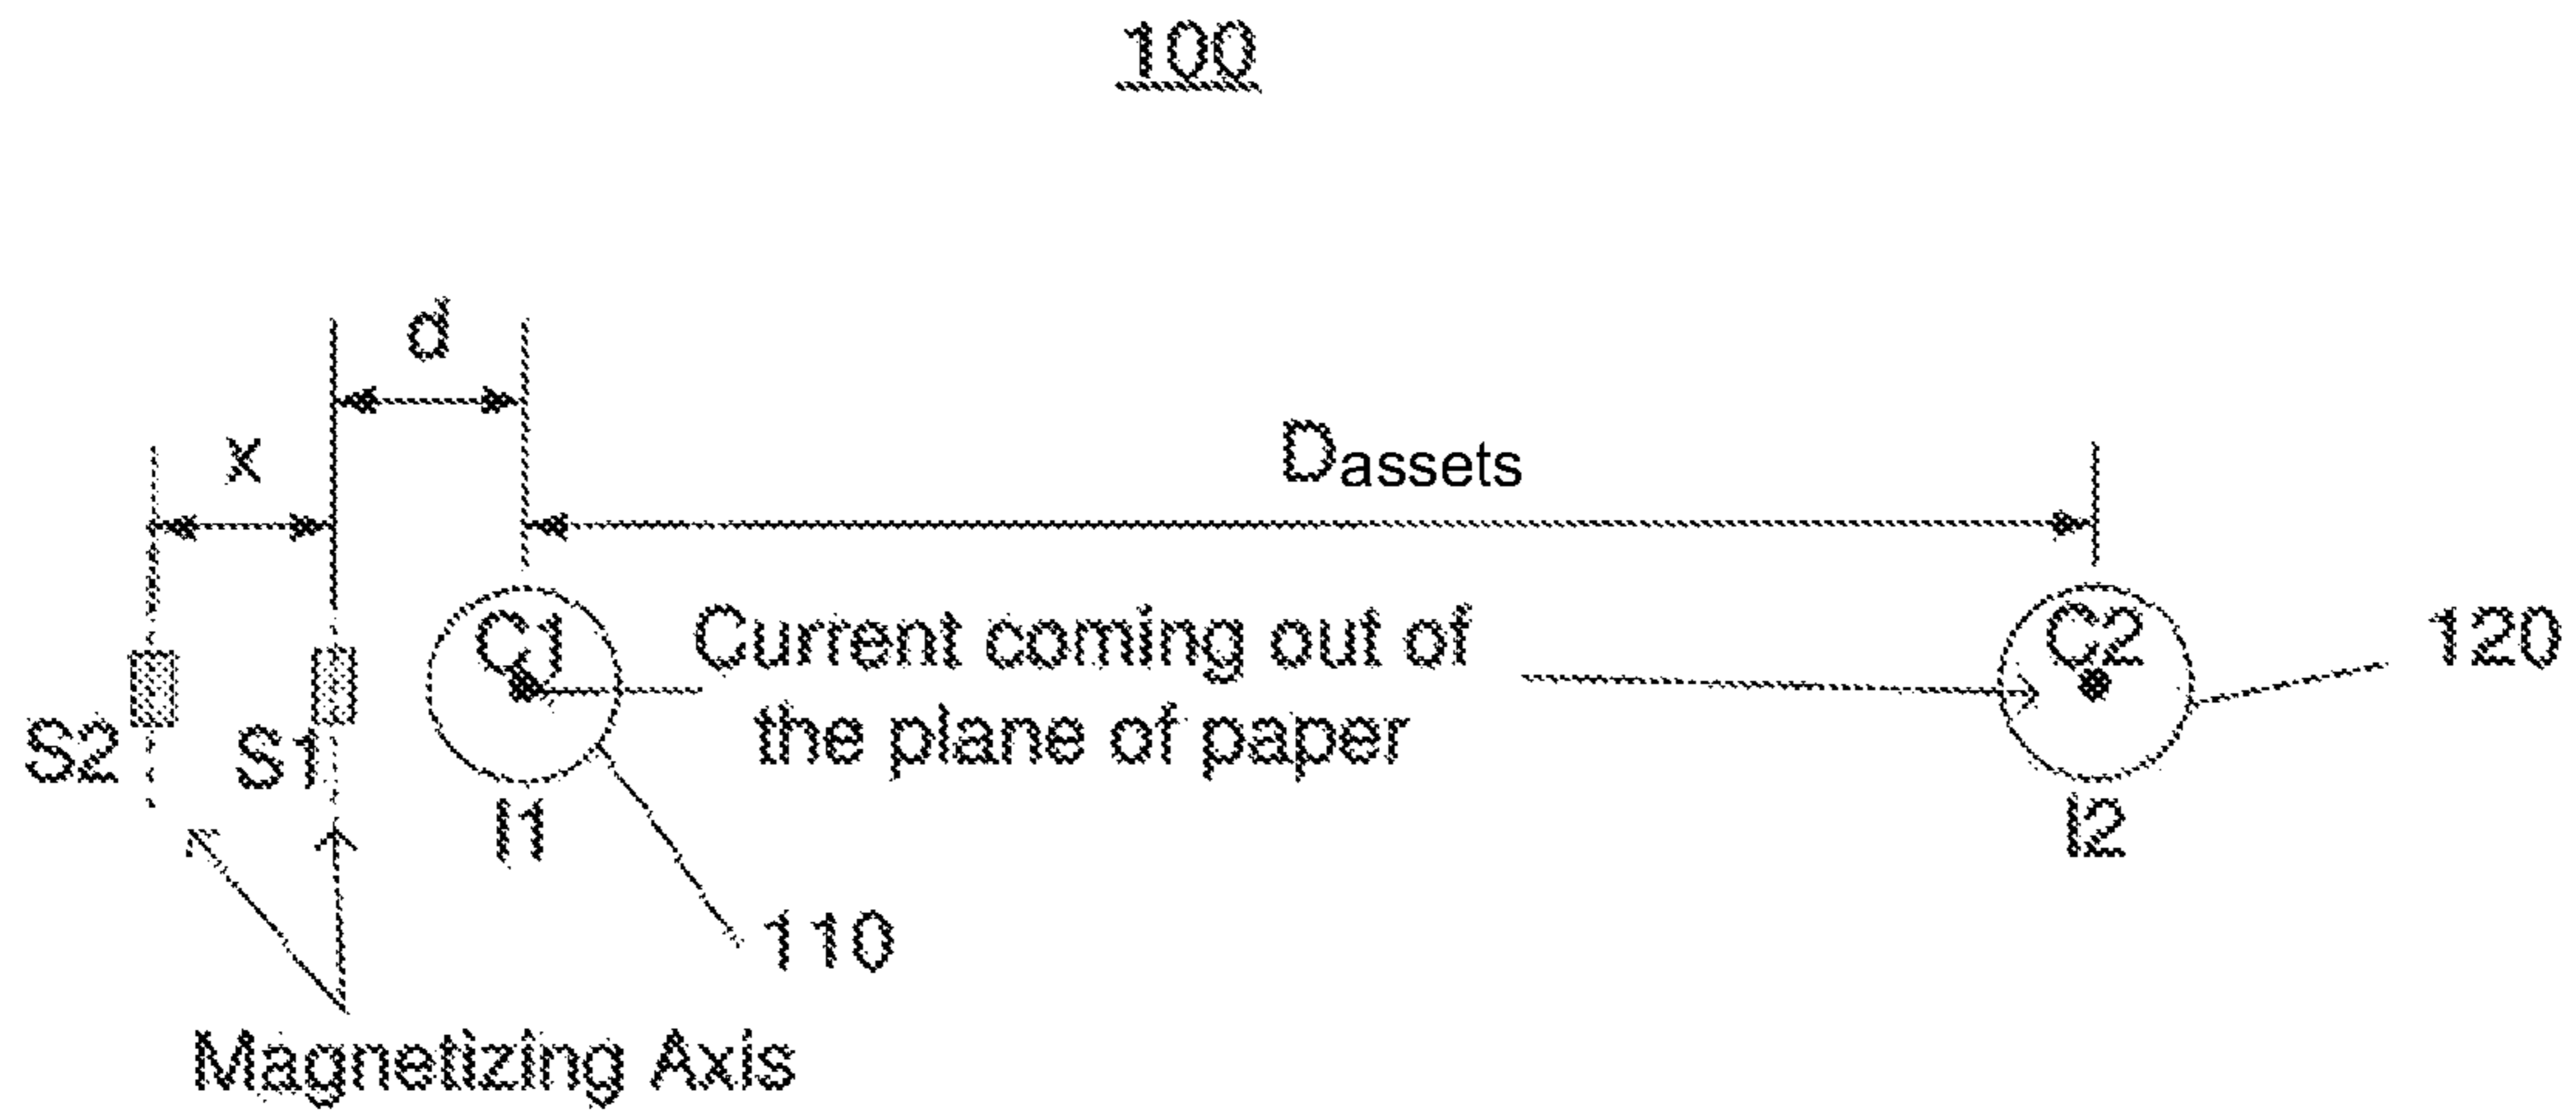 100
d
x
Dassets
C1
Current coming out of
the plane of paper
C2
120
S2
S1
I1
I2
110
Magnetizing Axis